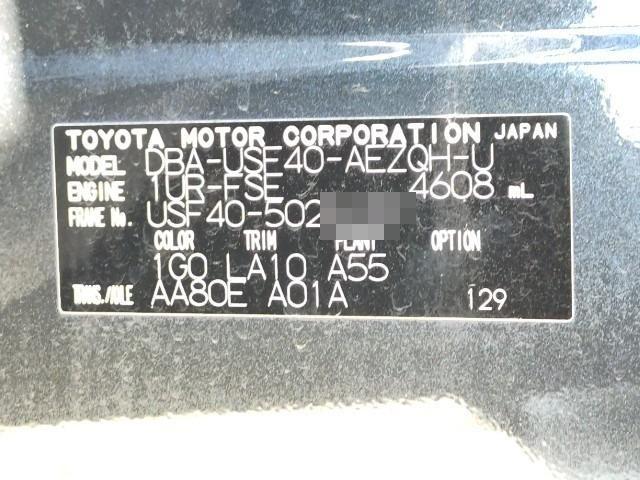 TOYOTA MOTOR CORPORATION JAPAN
MODEL DBA-USF40-AEZQH-U
ENGINE 1UR-FSE 4608 mL
FRAME No. USF40-502
COLOR TRIM PLANT OPTION
1G0 LA10 A55
TRANS./AXLE AA80E A01A 129